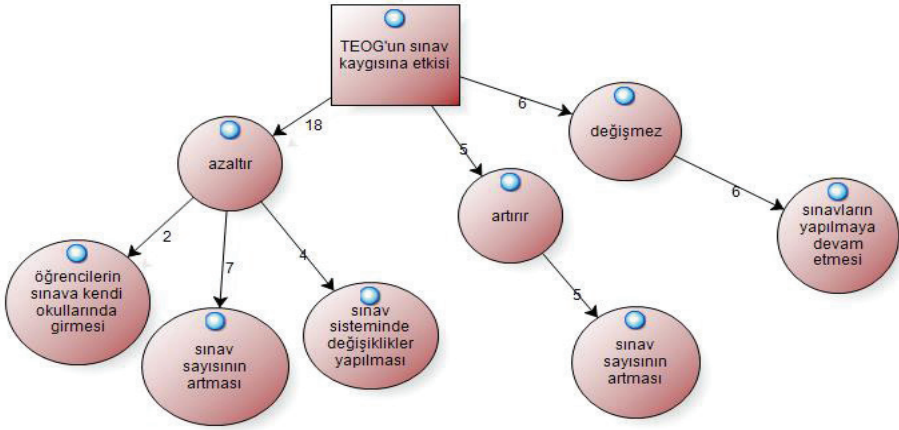 TEOG'un sınav
kaygısına etkisi
18
5
6
azaltır
artırır
değişmez
2
7
4
5
6
öğrencilerin
sınava kendi
okullarında
girmesi
sınav
sayısının
artması
sınav
sisteminde
değişiklikler
yapılması
sınav
sayısının
artması
sınavların
yapılmaya
devam
etmesi